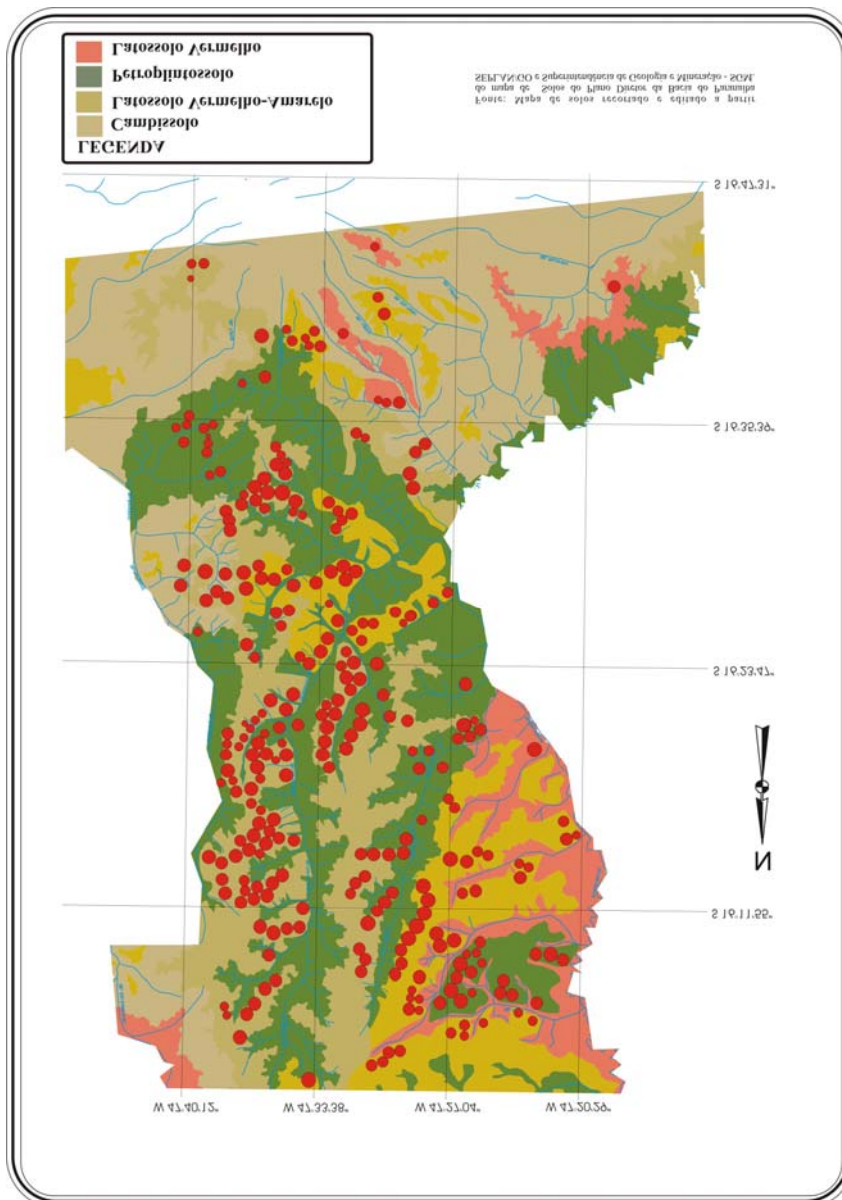 W 47:40'12"
W 47:33'38"
W 47:27'04"
W 47:20'29"
S 16:11'55"
N
S 16:23'47"
S 16:35'39"
S 16:47'31"
LEGENDA
Cambissolo
Latossolo Vermelho-Amarelo
Petroplintossolo
Latossolo Vermelho
Fonte: Mapa de solos recortado e editado a partir
do mapa de Solos do Plano Diretor da Bacia do Paranaíba
SEPLAN/GO e Superintendência de Geologia e Mineração - SGM.